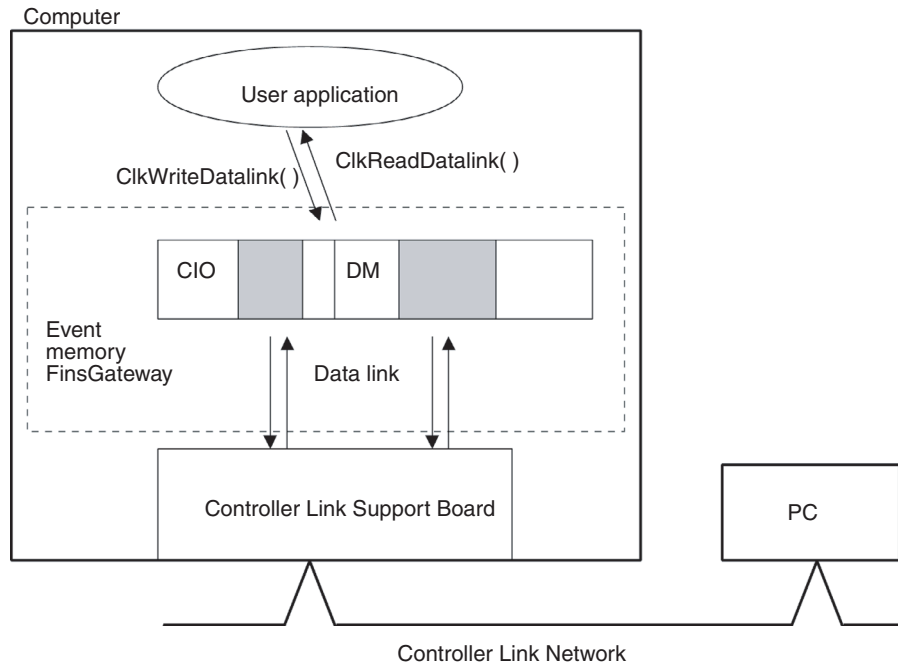 Computer
User application
ClkReadDatalink( )
ClkWriteDatalink( )
CIO
DM
Event
memory
FinsGateway
Data link
Controller Link Support Board
PC
Controller Link Network